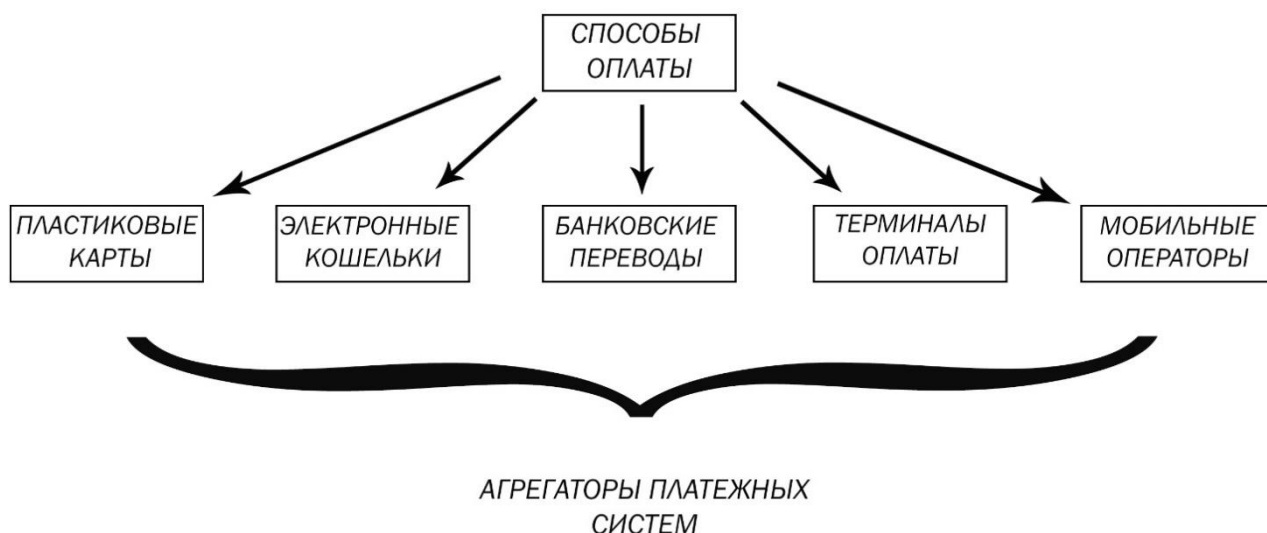 СПОСОБЫ
ОПЛАТЫ
ПЛАСТИКОВЫЕ
КАРТЫ
ЭЛЕКТРОННЫЕ
КОШЕЛЬКИ
БАНКОВСКИЕ
ПЕРЕВОДЫ
ТЕРМИНАЛЫ
ОПЛАТЫ
МОБИЛЬНЫЕ
ОПЕРАТОРЫ
АГРЕГАТОРЫ ПЛАТЕЖНЫХ
СИСТЕМ